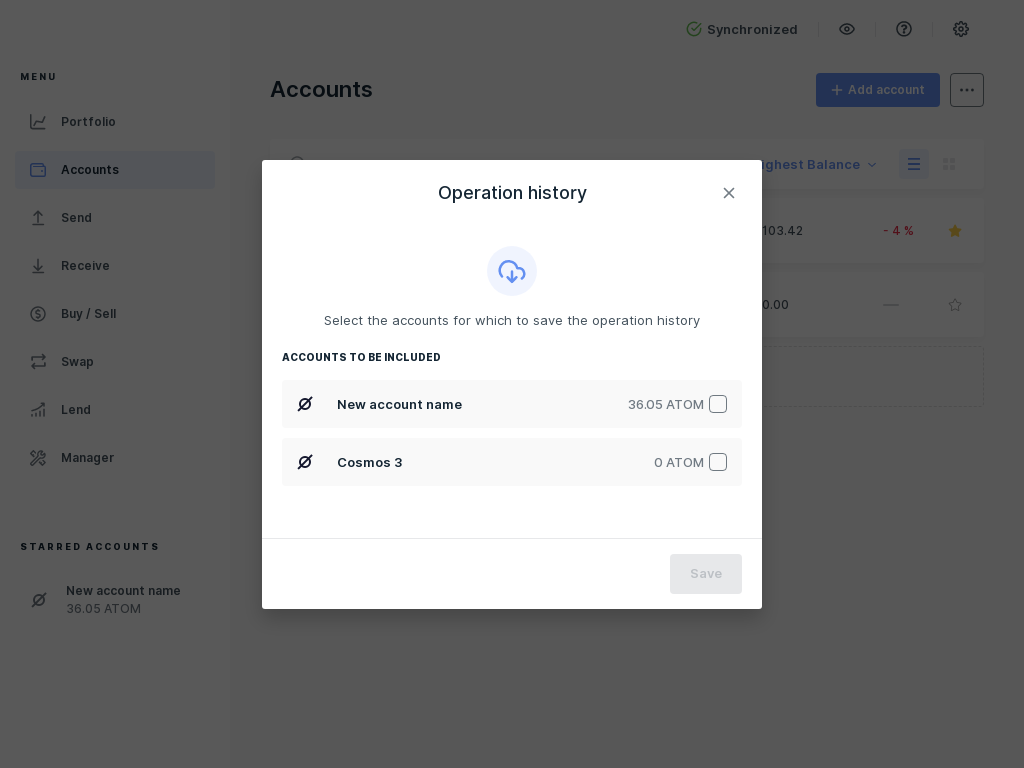 Synchronized
MENU
Portfolio
Accounts
Send
Receive
Buy / Sell
Swap
Lend
Manager
STARRED ACCOUNTS
New account name
36.05 ATOM
Accounts
Add account
ghest Balance
103.42
- 4 %
0.00
—
Operation history
Select the accounts for which to save the operation history
ACCOUNTS TO BE INCLUDED
New account name
36.05 ATOM
Cosmos 3
0 ATOM
Save